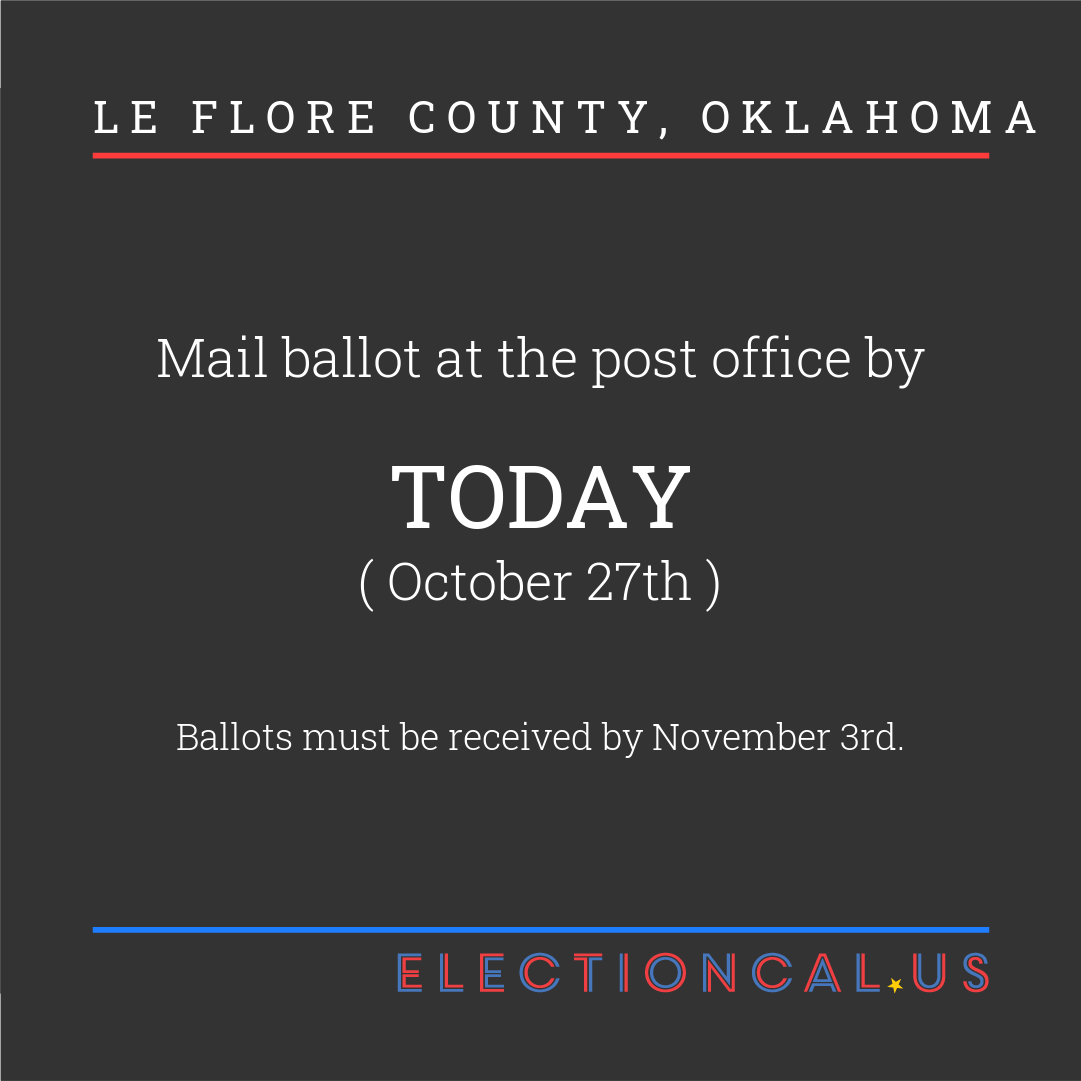 LE FLORE COUNTY, OKLAHOMA
Mail ballot at the post office by
TODAY
( October 27th )
Ballots must be received by November 3rd.
ELECTIONCAL.US